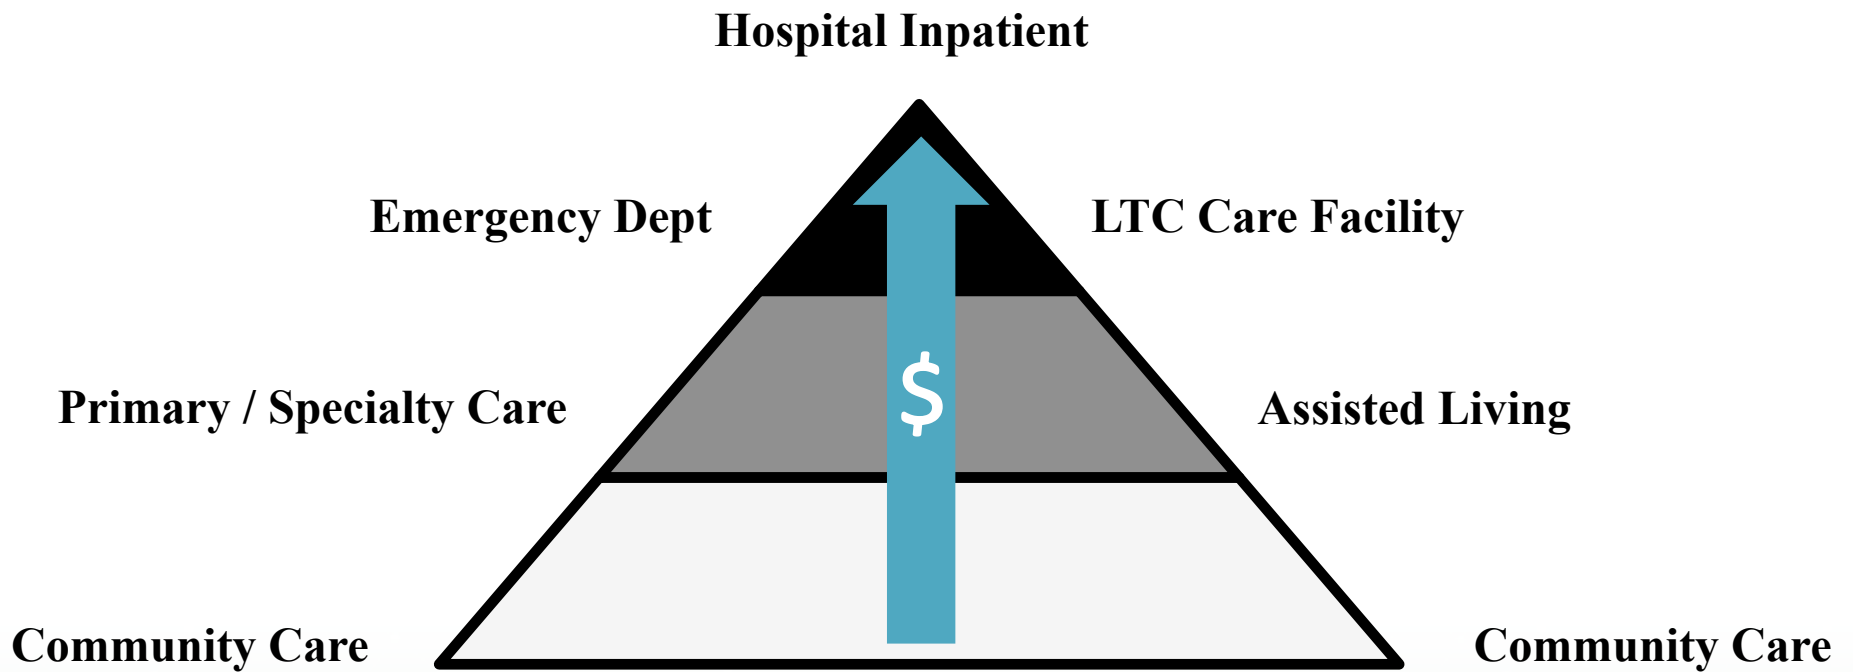 Hospital Inpatient
Emergency Dept
LTC Care Facility
$
Primary / Specialty Care
Assisted Living
Community Care
Community Care